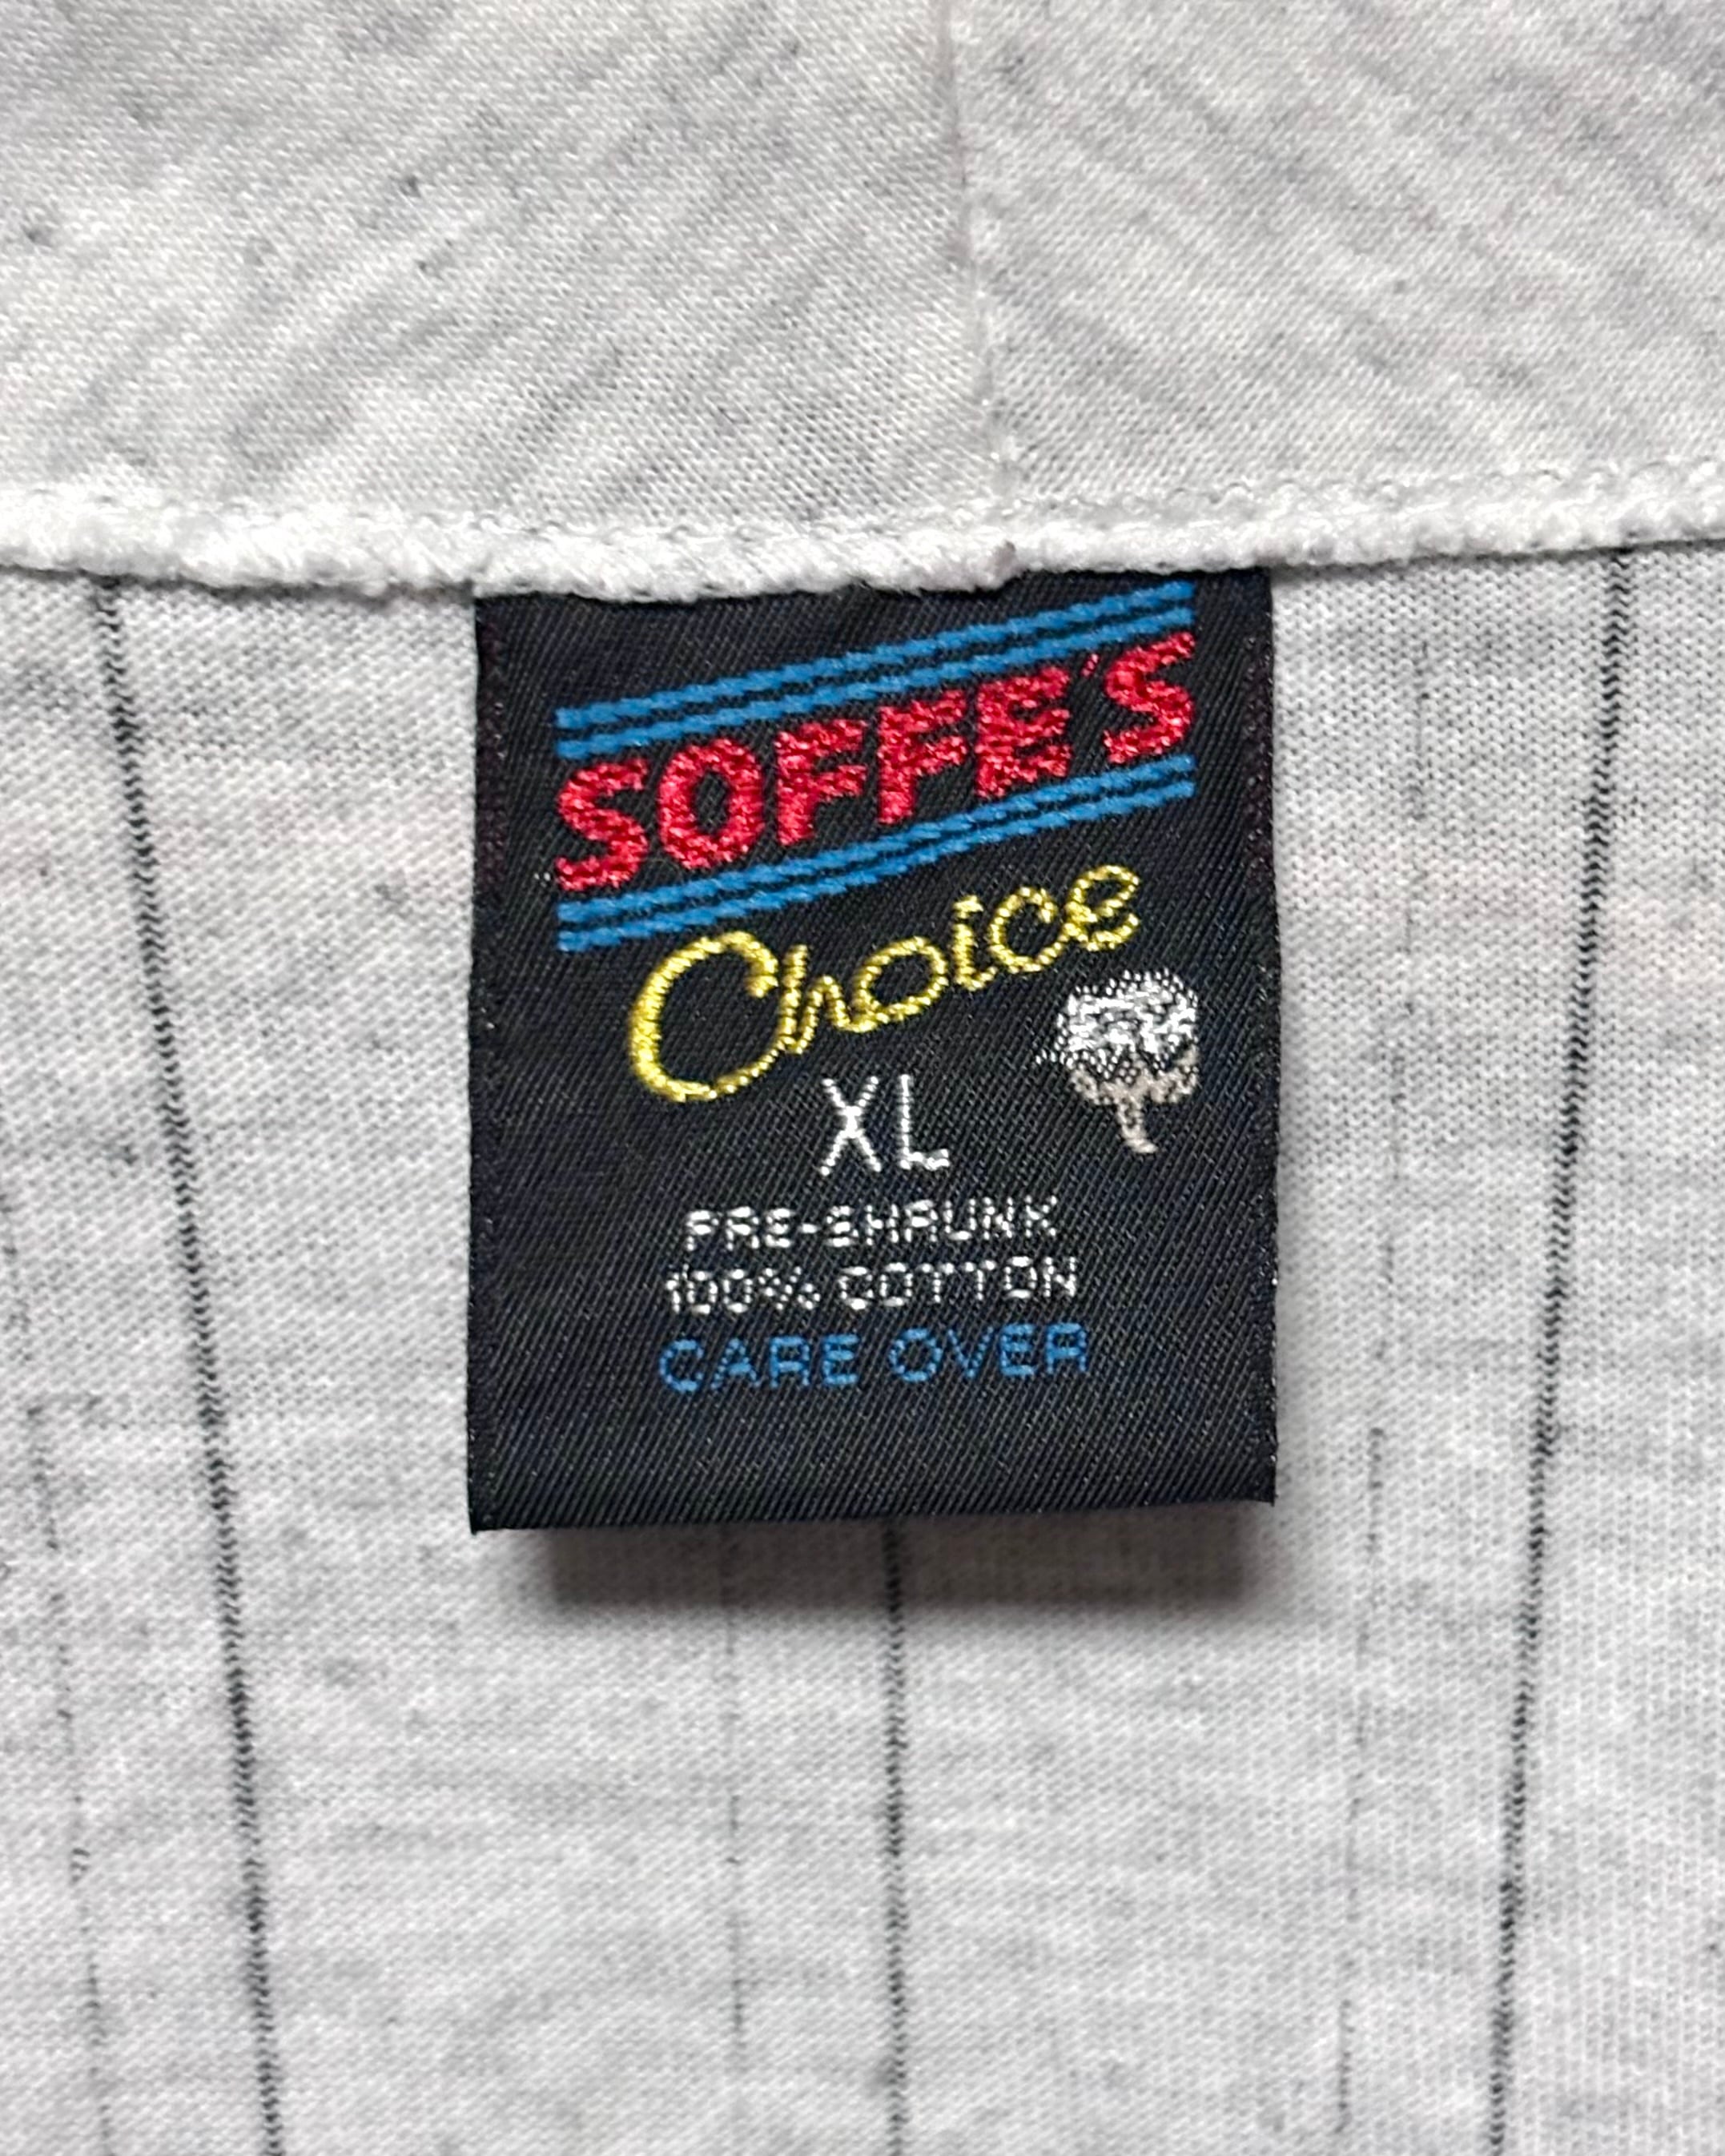 SOFFE'S
Choice
XL
PRE-SHRUNK
100% COTTON
CARE OVER